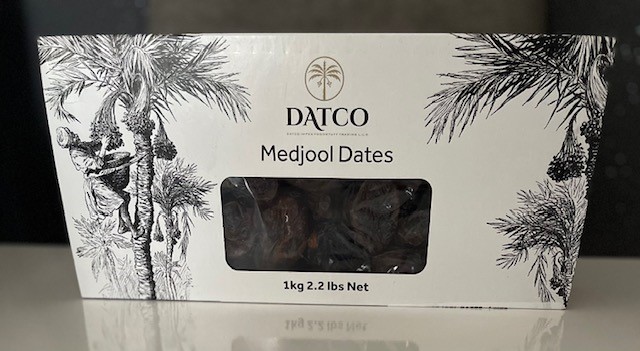 DATCO
Medjool Dates
1kg 2.2 lbs Net